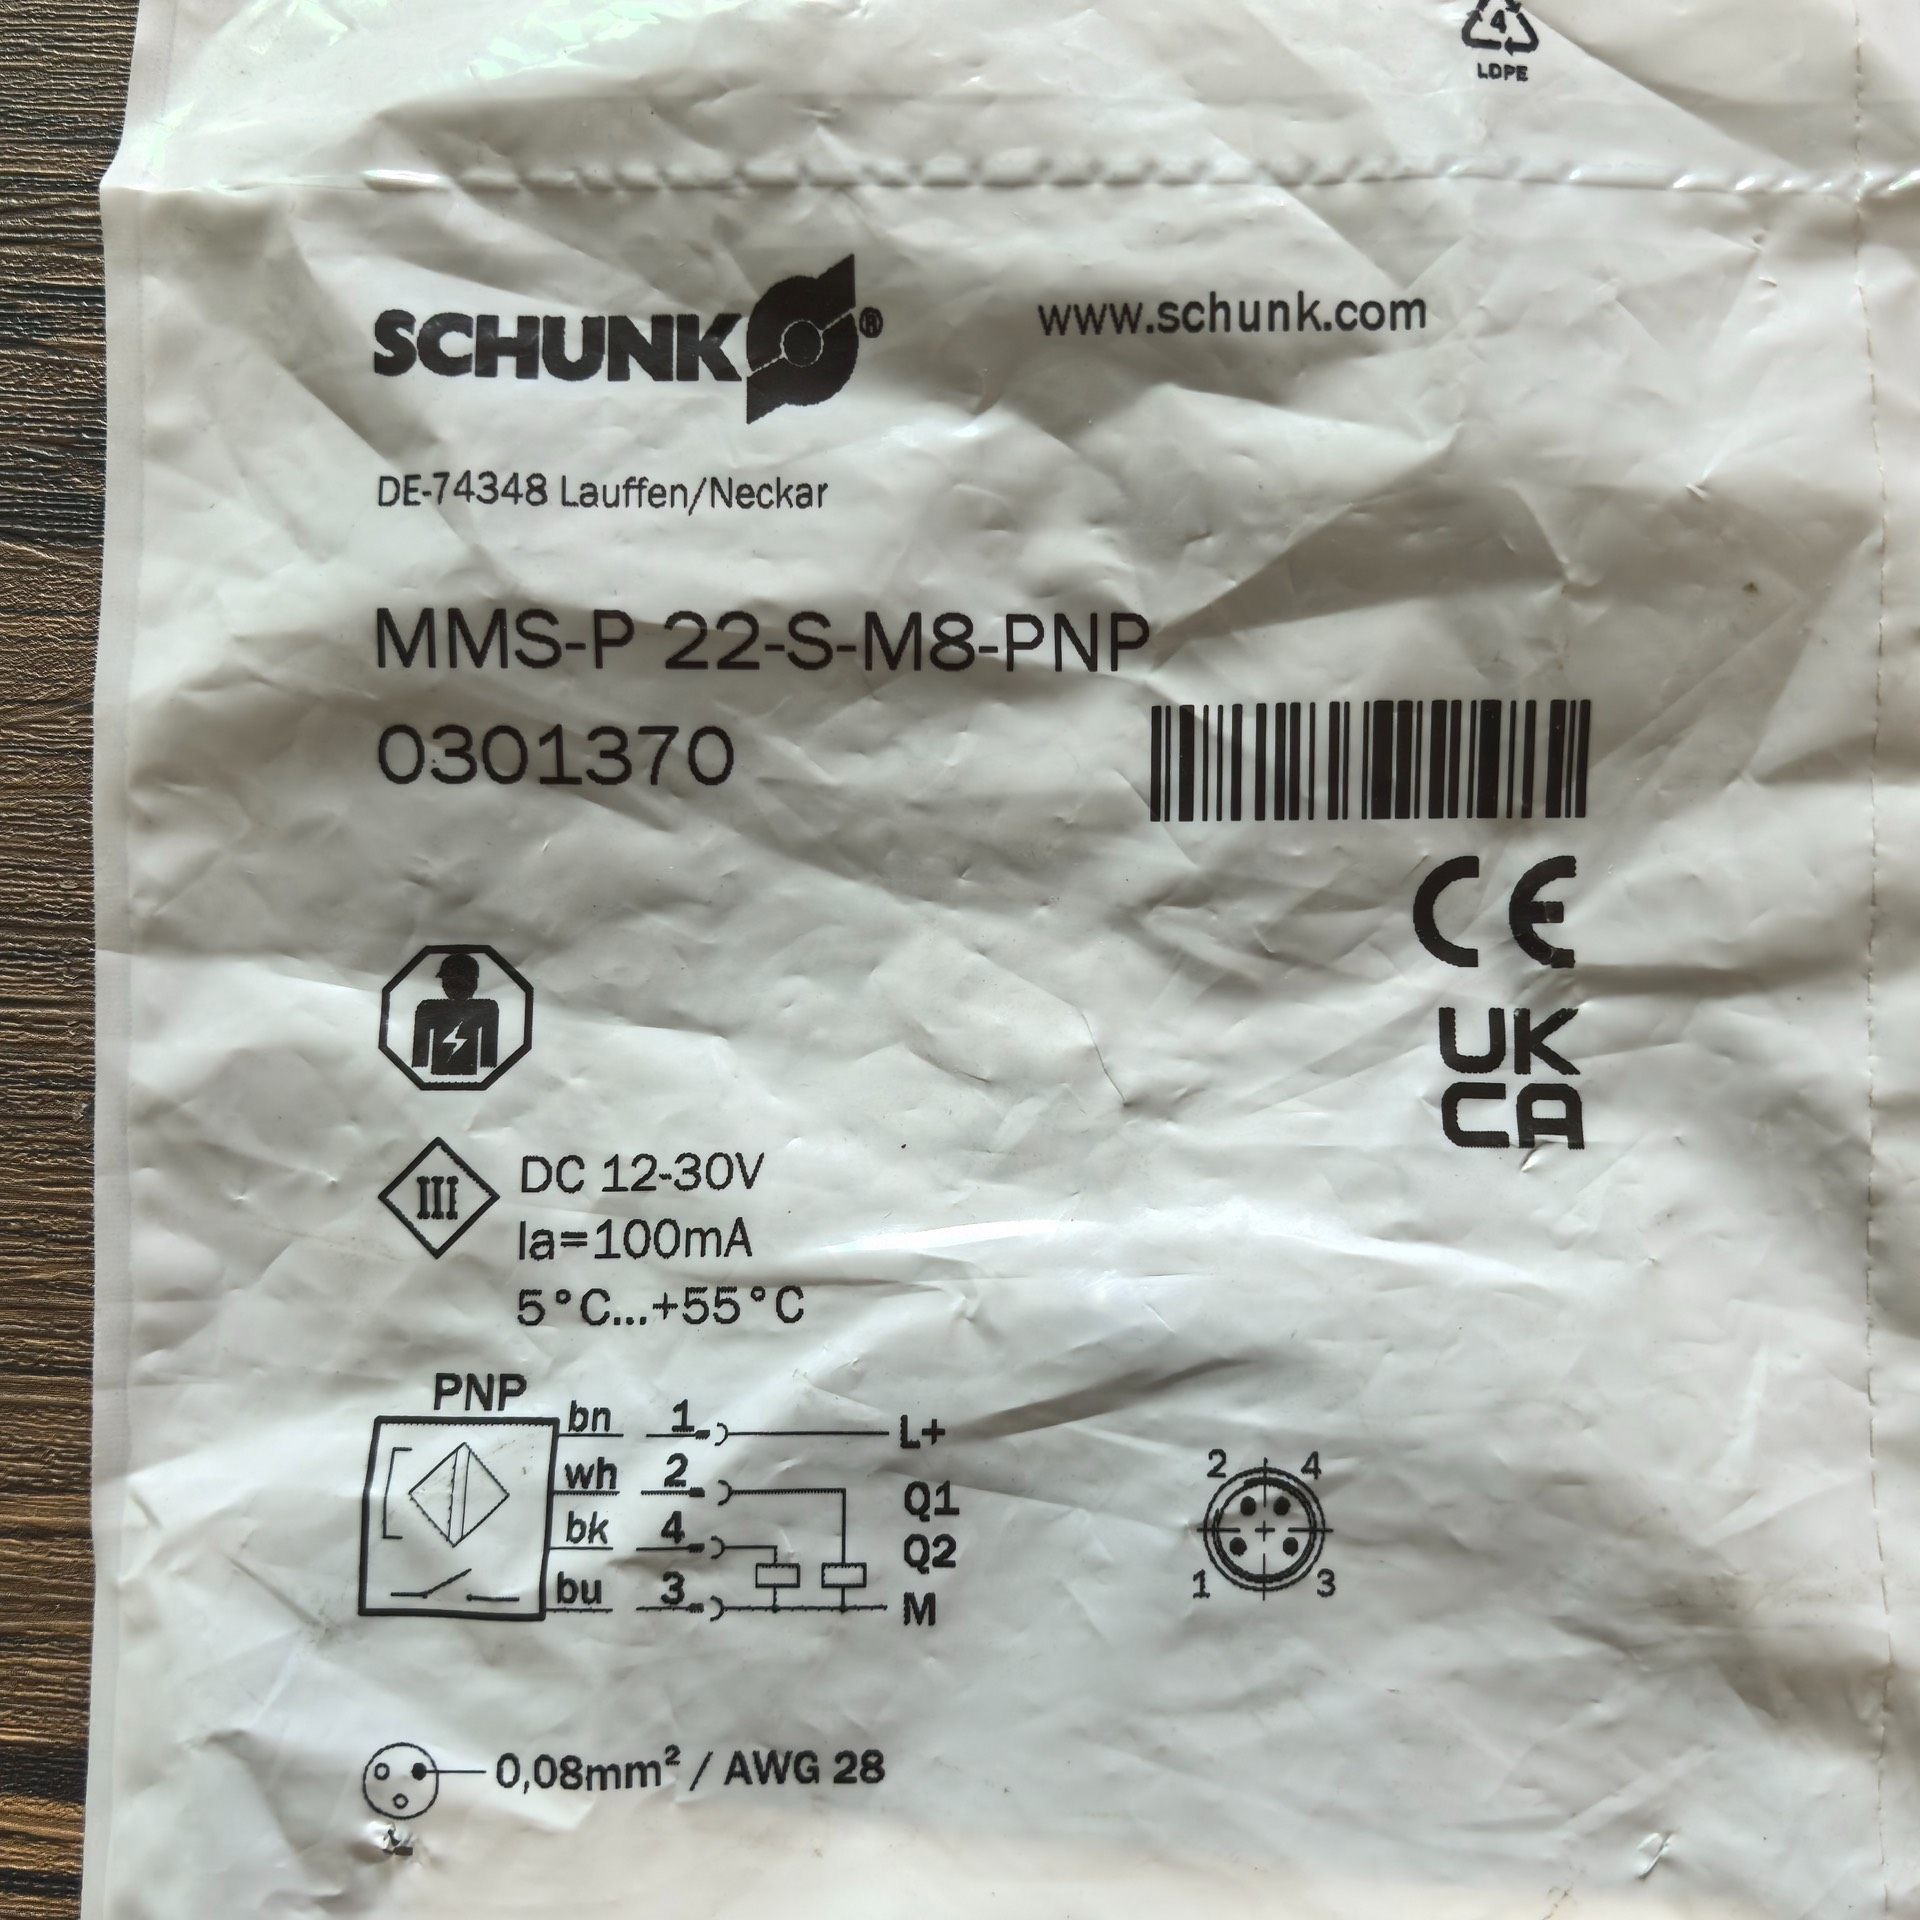 4
LDPE
SCHUNK®
www.schunk.com
DE-74348 Lauffen/Neckar
MMS-P 22-S-M8-PNP
0301370
CE
UK
CA
III
DC 12-30V
Ia=100mA
5°C...+55°C
PNP
bn 1 L+
wh 2 Q1
bk 4 Q2
bu 3 M
2 4
1 3
0,08mm² / AWG 28